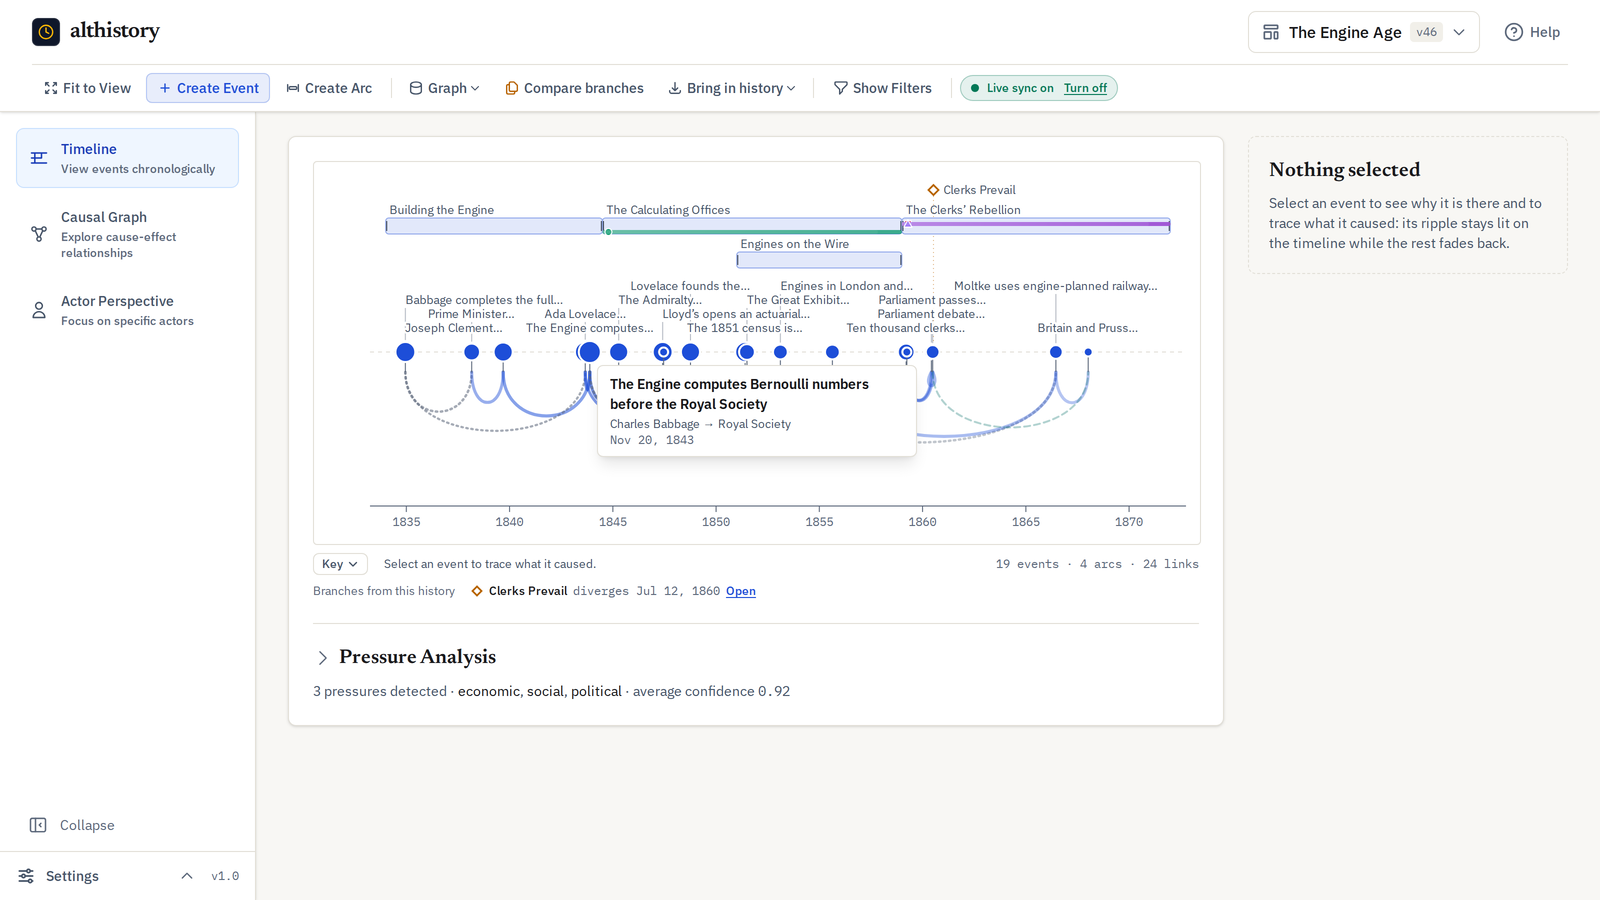 althistory
The Engine Age v46
Help
Fit to View
Create Event
Create Arc
Graph
Compare branches
Bring in history
Show Filters
Live sync on Turn off
Timeline
View events chronologically
Causal Graph
Explore cause-effect
relationships
Actor Perspective
Focus on specific actors
Collapse
Settings v1.0
Clerks Prevail
Building the Engine
The Calculating Offices
The Clerks’ Rebellion
Engines on the Wire
Lovelace founds the…
Engines in London and…
Moltke uses engine-planned railway…
Babbage completes the full…
The Admiralty…
The Great Exhibit…
Parliament passes…
Prime Minister…
Ada Lovelace…
Lloyd’s opens an actuarial…
Parliament debate…
Joseph Clement…
The Engine computes…
The 1851 census is…
Ten thousand clerks…
Britain and Pruss…
The Engine computes Bernoulli numbers
before the Royal Society
Charles Babbage → Royal Society
Nov 20, 1843
1835 1840 1845 1850 1855 1860 1865 1870
Key
Select an event to trace what it caused.
19 events · 4 arcs · 24 links
Branches from this history Clerks Prevail diverges Jul 12, 1860 Open
Pressure Analysis
3 pressures detected · economic, social, political · average confidence 0.92
Nothing selected
Select an event to see why it is there and to
trace what it caused: its ripple stays lit on
the timeline while the rest fades back.